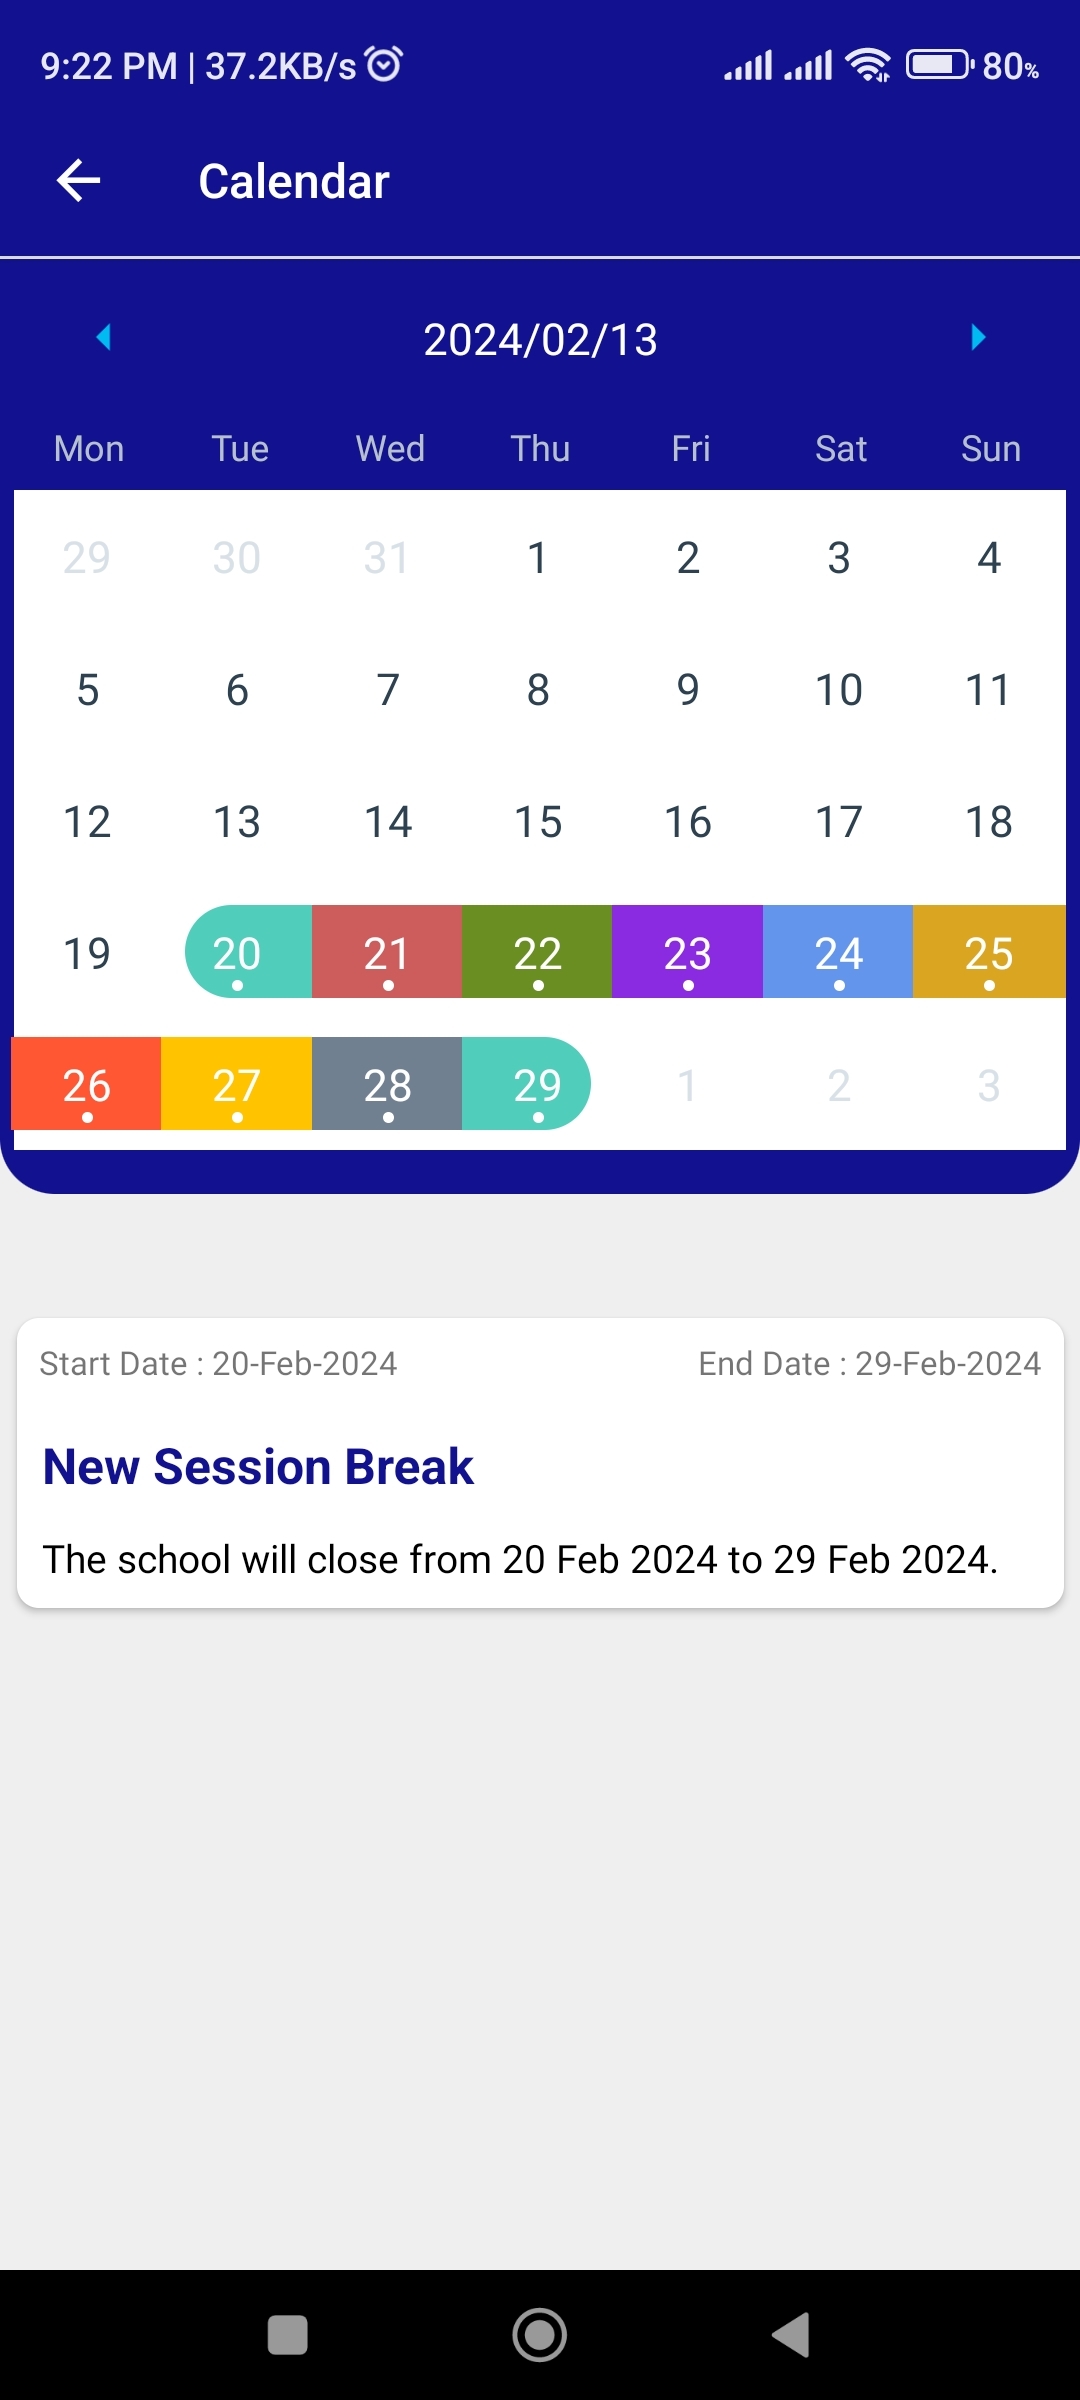 9:22 PM | 37.2KB/s 80%
Calendar
2024/02/13
Mon Tue Wed Thu Fri Sat Sun
29 30 31 1 2 3 4
5 6 7 8 9 10 11
12 13 14 15 16 17 18
19 20 21 22 23 24 25
26 27 28 29 1 2 3
Start Date : 20-Feb-2024 End Date : 29-Feb-2024
New Session Break
The school will close from 20 Feb 2024 to 29 Feb 2024.